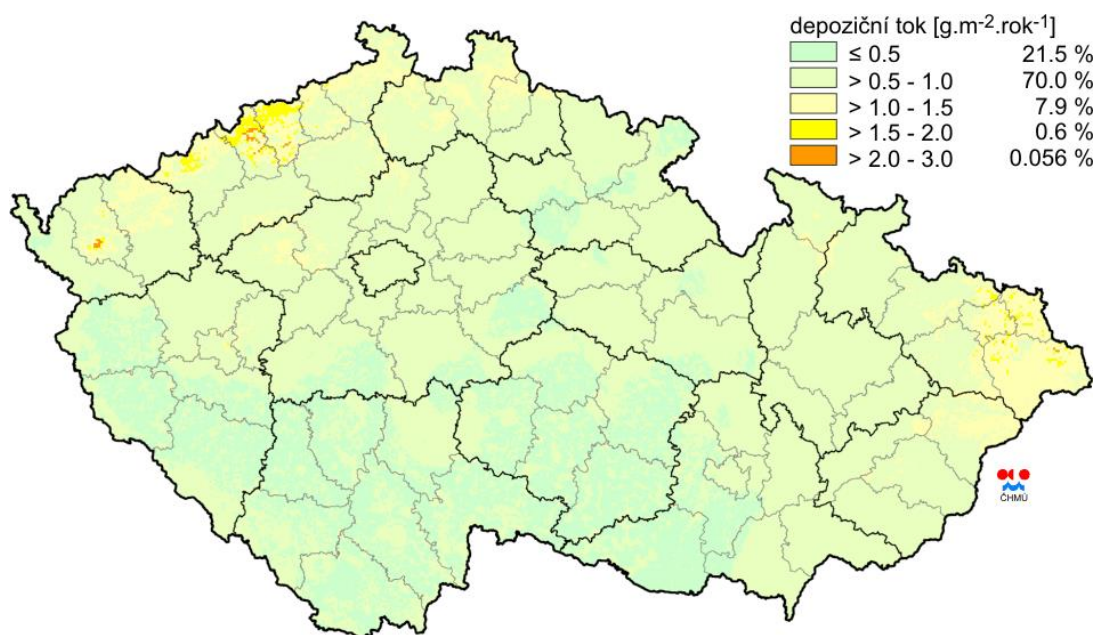 depoziční tok [g.m-2.rok-1]
≤ 0.5 21.5 %
> 0.5 - 1.0 70.0 %
> 1.0 - 1.5 7.9 %
> 1.5 - 2.0 0.6 %
> 2.0 - 3.0 0.056 %
ČHMÚ